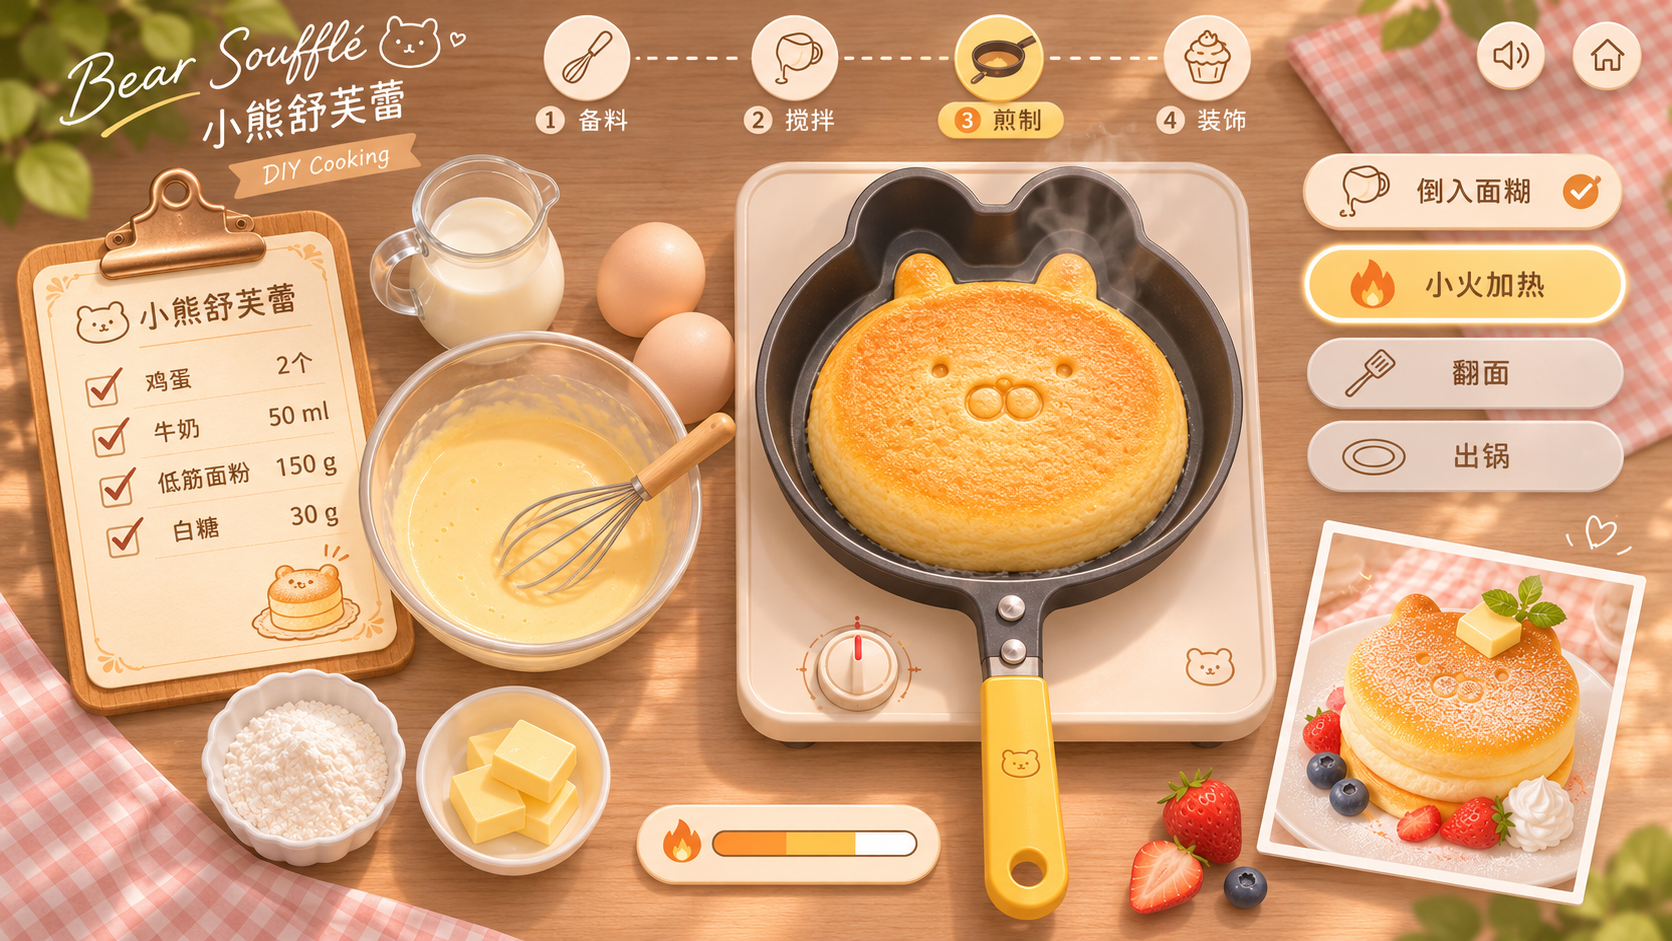 Bear Soufflé
小熊舒芙蕾
DIY Cooking
1 备料
2 搅拌
3 煎制
4 装饰
小熊舒芙蕾
鸡蛋 2个
牛奶 50 ml
低筋面粉 150 g
白糖 30 g
倒入面糊
小火加热
翻面
出锅